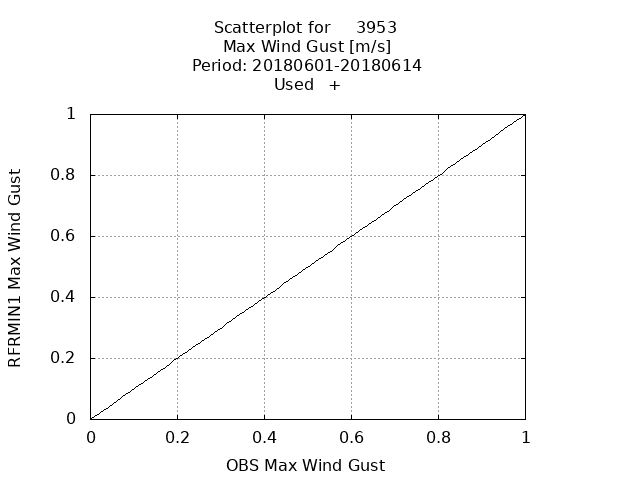 Scatterplot for 3953
Max Wind Gust [m/s]
Period: 20180601-20180614
Used +
1
0.8
0.6
0.4
0.2
0
RFRMIN1 Max Wind Gust
0 0.2 0.4 0.6 0.8 1
OBS Max Wind Gust